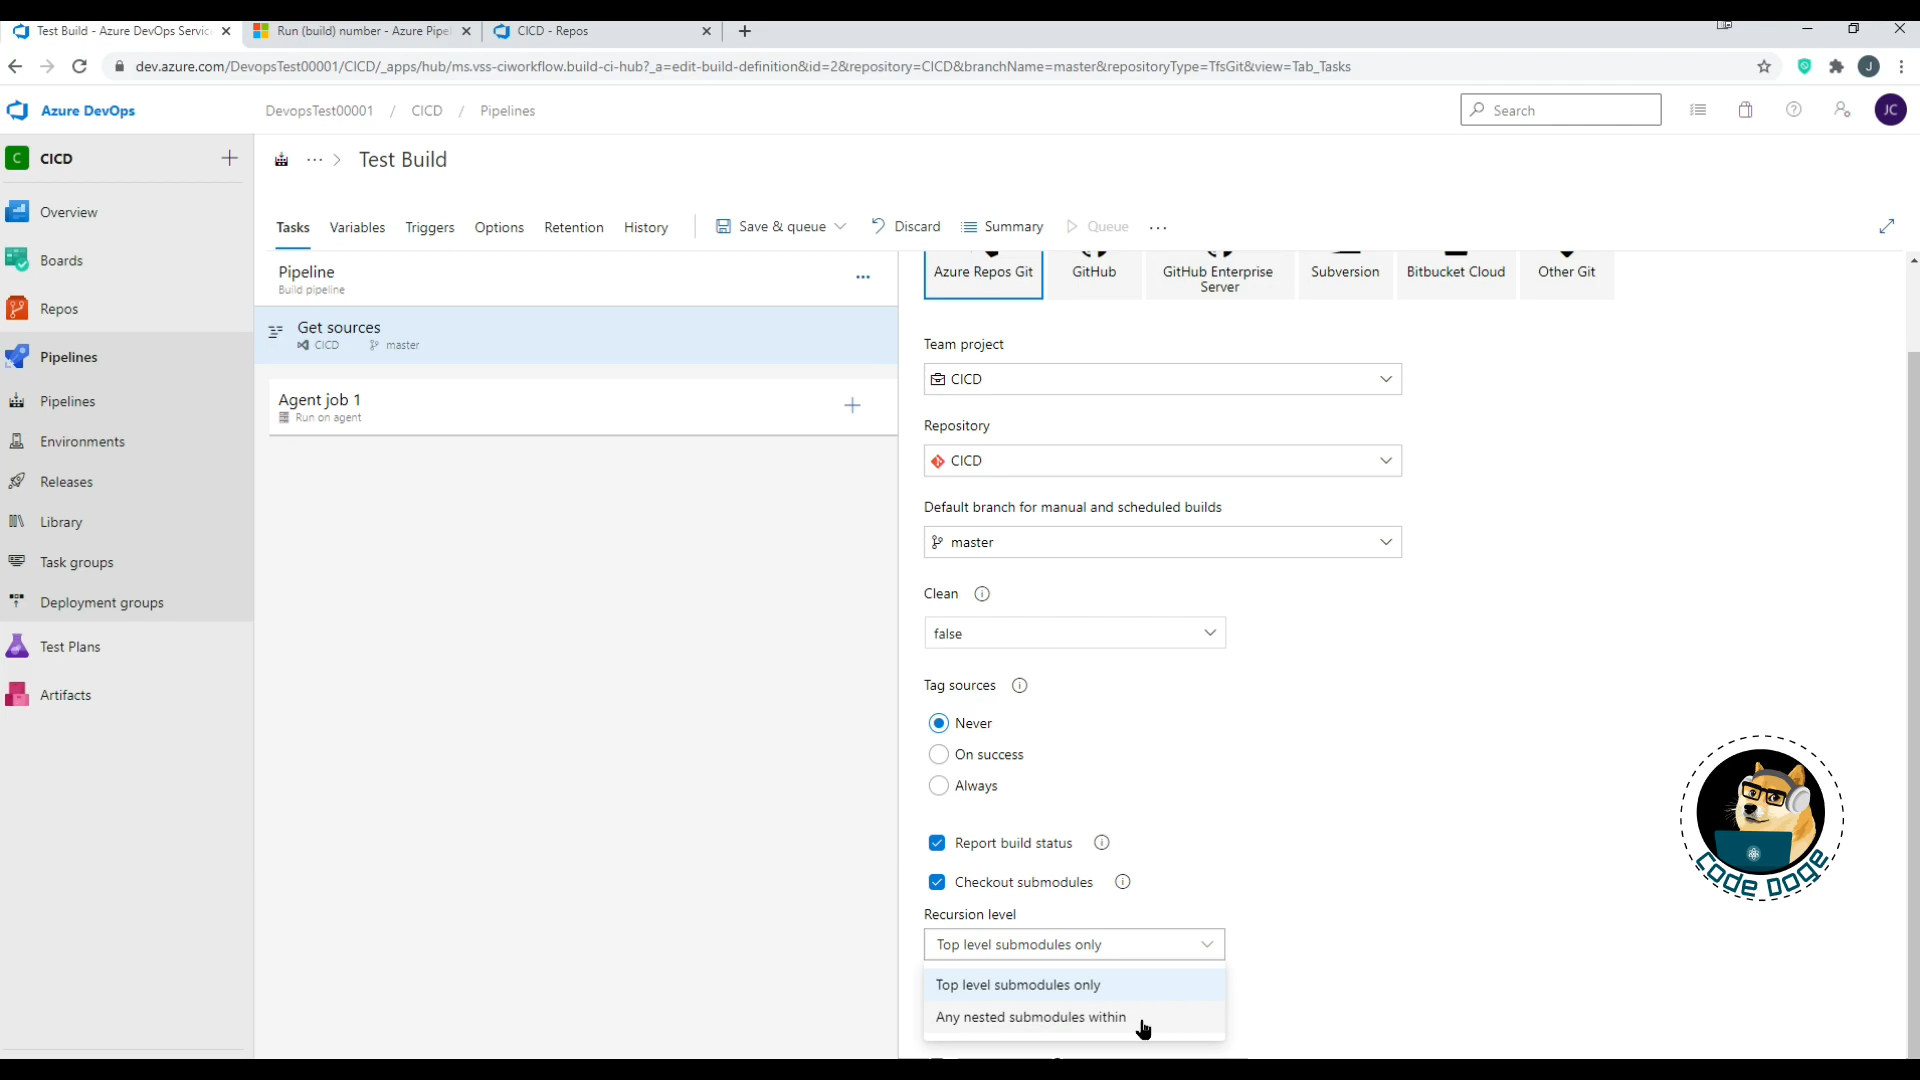 Test Build - Azure DevOps Servic
Run (build) number - Azure Pipel
CICD - Repos
dev.azure.com/DevopsTest00001/CICD/_apps/hub/ms.vss-ciworkflow.build-ci-hub?_a=edit-build-definition&id=2&repository=CICD&branchName=master&repositoryType=TfsGit&view=Tab_Tasks
J
Azure DevOps
DevopsTest00001 / CICD / Pipelines
Search
JC
C CICD
Test Build
Overview
Boards
Repos
Pipelines
Pipelines
Environments
Releases
Library
Task groups
Deployment groups
Test Plans
Artifacts
Tasks Variables Triggers Options Retention History
Save & queue Discard Summary Queue ...
Pipeline
Build pipeline
Get sources
CICD master
Agent job 1
Run on agent
Azure Repos Git
GitHub
GitHub Enterprise
Server
Subversion
Bitbucket Cloud
Other Git
Team project
CICD
Repository
CICD
Default branch for manual and scheduled builds
master
Clean
false
Tag sources
Never
On success
Always
Report build status
Checkout submodules
Recursion level
Top level submodules only
Top level submodules only
Any nested submodules within
Code Doge